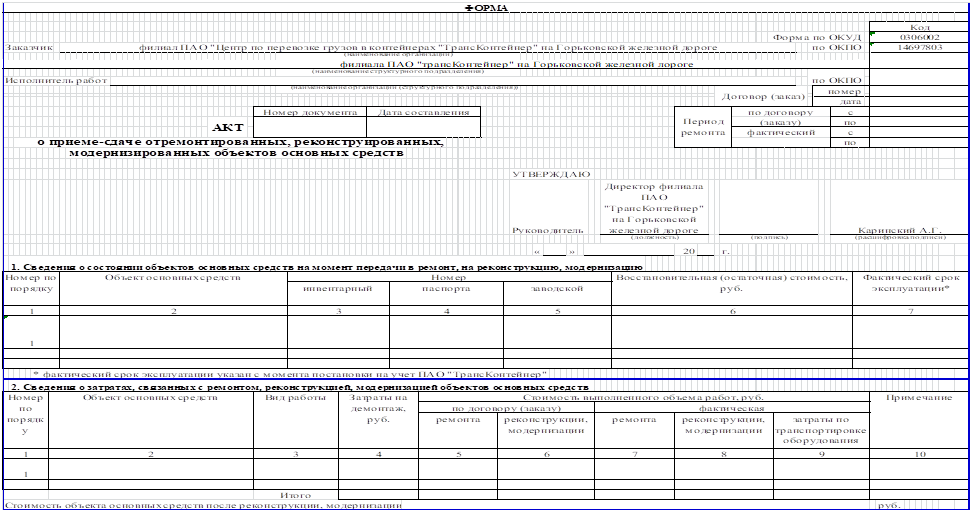 ФОРМА
Код
Форма по ОКУД 0306002
Заказчик филиал ПАО "Центр по перевозке грузов в контейнерах "ТрансКонтейнер" на Горьковской железной дороге по ОКПО 14697803
(наименование организации)
филиала ПАО "трансКонтейнер" на Горьковской железной дороге
(наименование структурного подразделения)
Исполнитель работ по ОКПО
(наименование организации (структурного подразделения))
Договор (заказ) номер
дата
Номер документа Дата составления
Период ремонта по договору (заказу) с
по
фактический с
по
АКТ
о приеме-сдаче отремонтированных, реконструированных,
модернизированных объектов основных средств
УТВЕРЖДАЮ
Директор филиала
ПАО
"ТрансКонтейнер"
на Горьковской
Руководитель железной дороге Каринский А.Г.
(должность) (подпись) (расшифровка подписи)
« » 20 г.
1. Сведения о состоянии объектов основных средств на момент передачи в ремонт, на реконструкцию, модернизацию
Номер по порядку Объект основных средств Номер Восстановительная (остаточная) стоимость, руб. Фактический срок эксплуатации*
инвентарный паспорта заводской
1 2 3 4 5 6 7
1
* фактический срок эксплуатации указан с момента постановки на учет ПАО "ТрансКонтейнер"
2. Сведения о затратах, связанных с ремонтом, реконструкцией, модернизацией объектов основных средств
Номер по порядку Объект основных средств Вид работы Затраты на демонтаж, руб. Стоимость выполненного объема работ, руб. Примечание
по договору (заказу) фактическая
ремонта реконструкции, модернизации ремонта реконструкции, модернизации затраты по транспортировке оборудования
1 2 3 4 5 6 7 8 9 10
1
Итого
Стоимость объекта основных средств после реконструкции, модернизации руб.